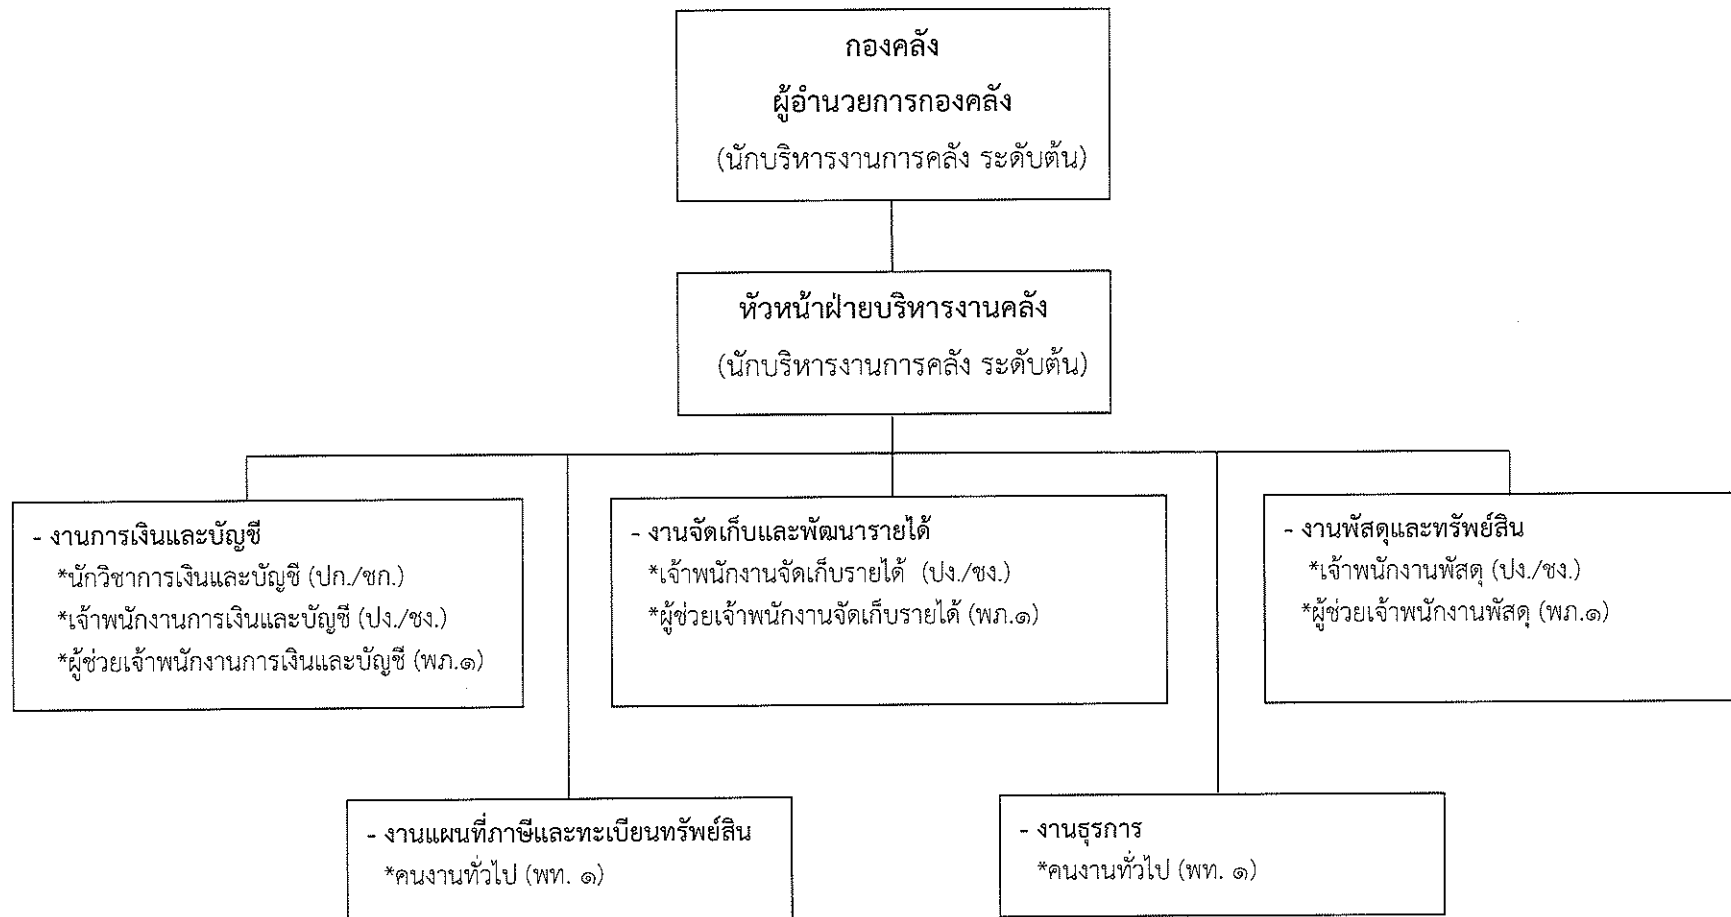 กองคลัง
ผู้อำนวยการกองคลัง
(นักบริหารงานการคลัง ระดับต้น)
หัวหน้าฝ่ายบริหารงานคลัง
(นักบริหารงานการคลัง ระดับต้น)
- งานการเงินและบัญชี
*นักวิชาการเงินและบัญชี (ปก./ชก.)
*เจ้าพนักงานการเงินและบัญชี (ปง./ชง.)
*ผู้ช่วยเจ้าพนักงานการเงินและบัญชี (พภ.๑)
- งานจัดเก็บและพัฒนารายได้
*เจ้าพนักงานจัดเก็บรายได้ (ปง./ชง.)
*ผู้ช่วยเจ้าพนักงานจัดเก็บรายได้ (พภ.๑)
- งานพัสดุและทรัพย์สิน
*เจ้าพนักงานพัสดุ (ปง./ชง.)
*ผู้ช่วยเจ้าพนักงานพัสดุ (พภ.๑)
- งานแผนที่ภาษีและทะเบียนทรัพย์สิน
*คนงานทั่วไป (พท. ๑)
- งานธุรการ
*คนงานทั่วไป (พท. ๑)